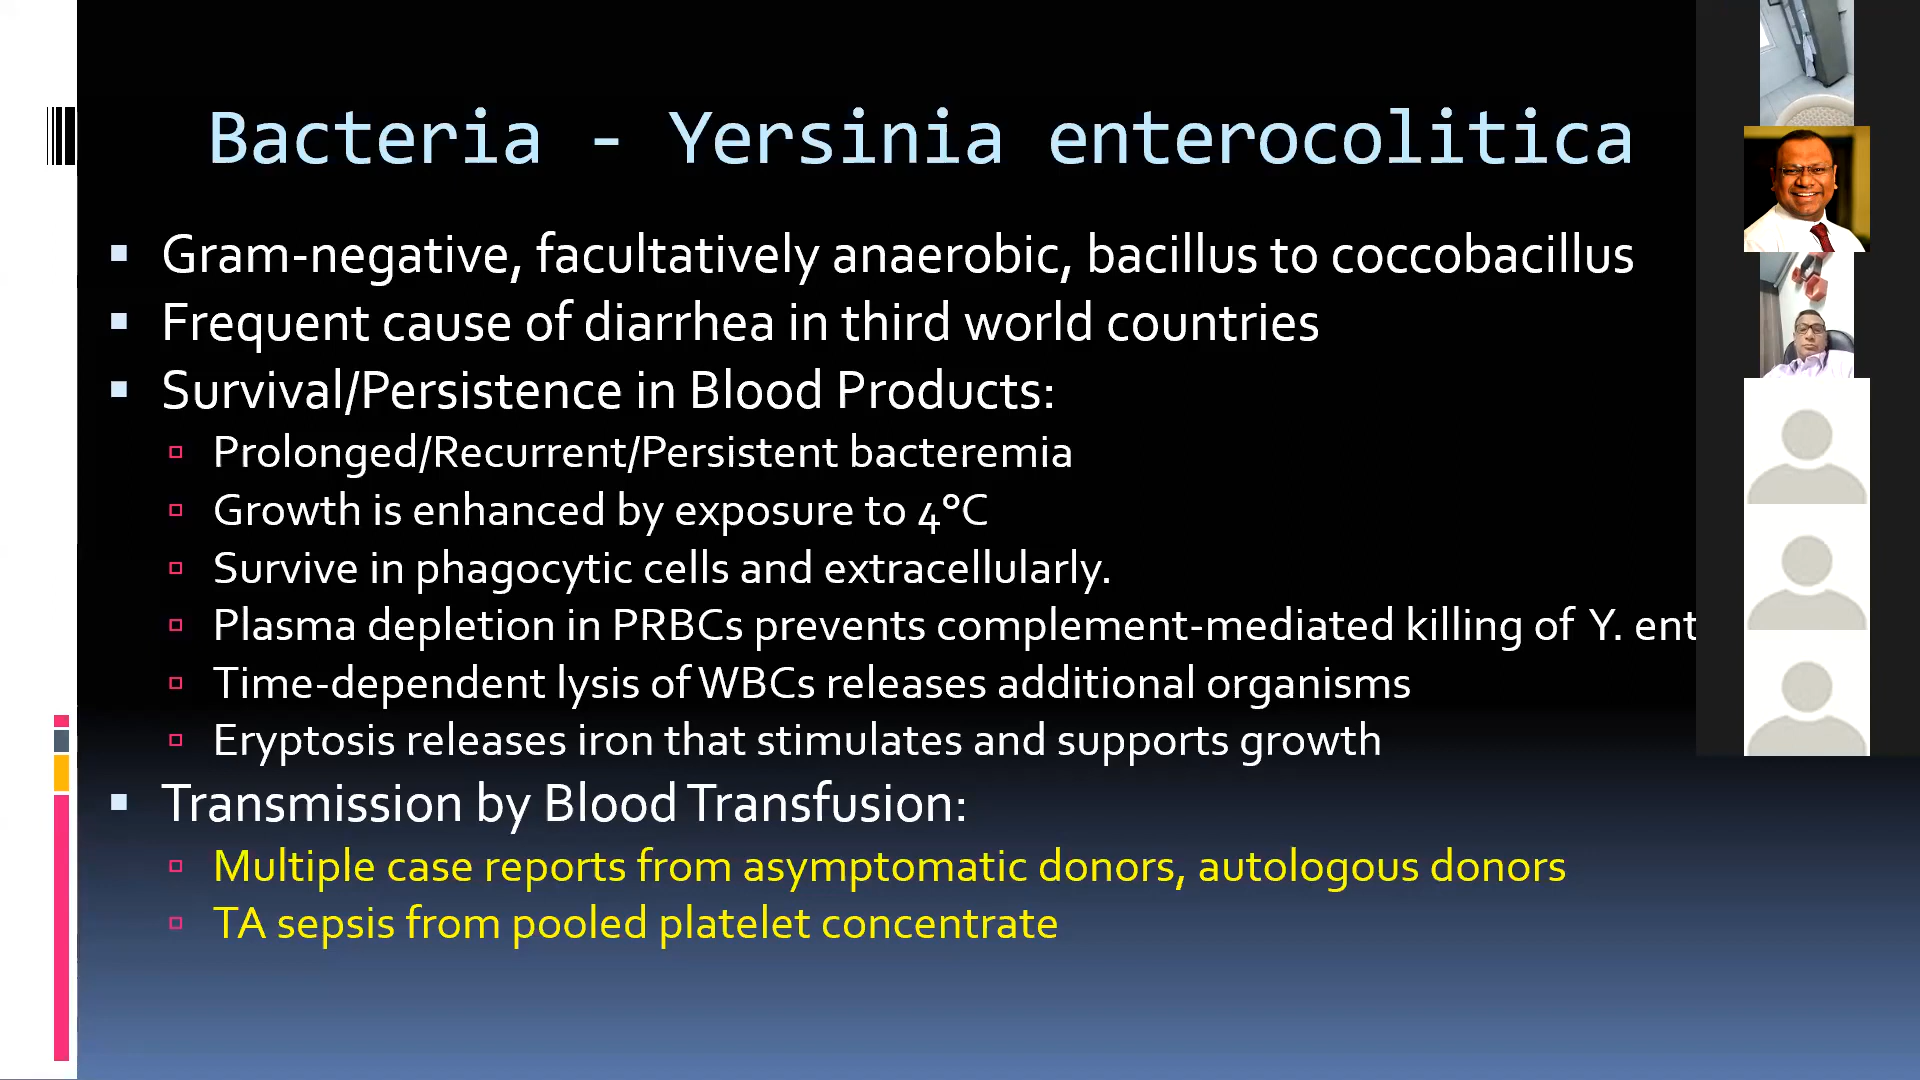 Bacteria - Yersinia enterocolitica
Gram-negative, facultatively anaerobic, bacillus to coccobacillus
Frequent cause of diarrhea in third world countries
Survival/Persistence in Blood Products:
Prolonged/Recurrent/Persistent bacteremia
Growth is enhanced by exposure to 4°C
Survive in phagocytic cells and extracellularly.
Plasma depletion in PRBCs prevents complement-mediated killing of Y. ent
Time-dependent lysis of WBCs releases additional organisms
Eryptosis releases iron that stimulates and supports growth
Transmission by Blood Transfusion:
Multiple case reports from asymptomatic donors, autologous donors
TA sepsis from pooled platelet concentrate